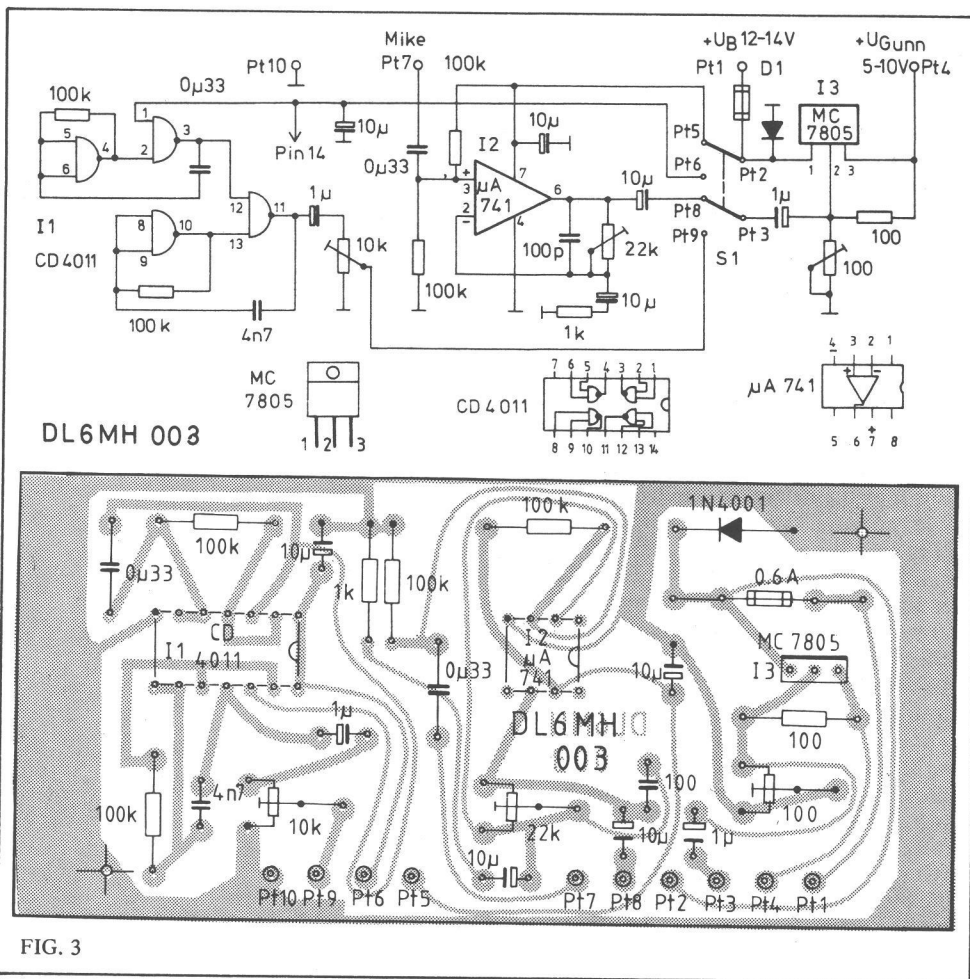 +UB 12-14V +UGunn
Mike Pt1 D1 5-10V Pt4
Pt10 Pt7 100k
0µ33 I3
100k MC
7805
1 3
5 4 2 10µ Pt5
6 Pin14 0µ33 I2 7 10µ Pt6 Pt2 1 2 3
12 11 1µ + 3 µA 6 10µ 1µ
I1 8 10 13 2 741 Pt8
9 - 4 Pt3 100
CD 4011 10k 100p 22k Pt9
S1 100
100k 4n7 100k 10µ
1k
MC
7805
1 2 3
7 6 5 4 3 2 1
CD 4011
8 9 10 11 12 13 14
4 3 2 1
+ -
µA 741
5 6 7 8
+
DL6MH 003
100k 1N4001
100k 10µ
0µ33 1k 100k 0.6A
CD I2 MC 7805
I1 4011 0µ33 µA 10µ I3
741
1µ DL6MH 100
003
100k 4n7 10k 22k 100 100
10µ 1µ
10µ
Pt10 Pt9 Pt6 Pt5 Pt7 Pt8 Pt2 Pt3 Pt4 Pt1
FIG. 3